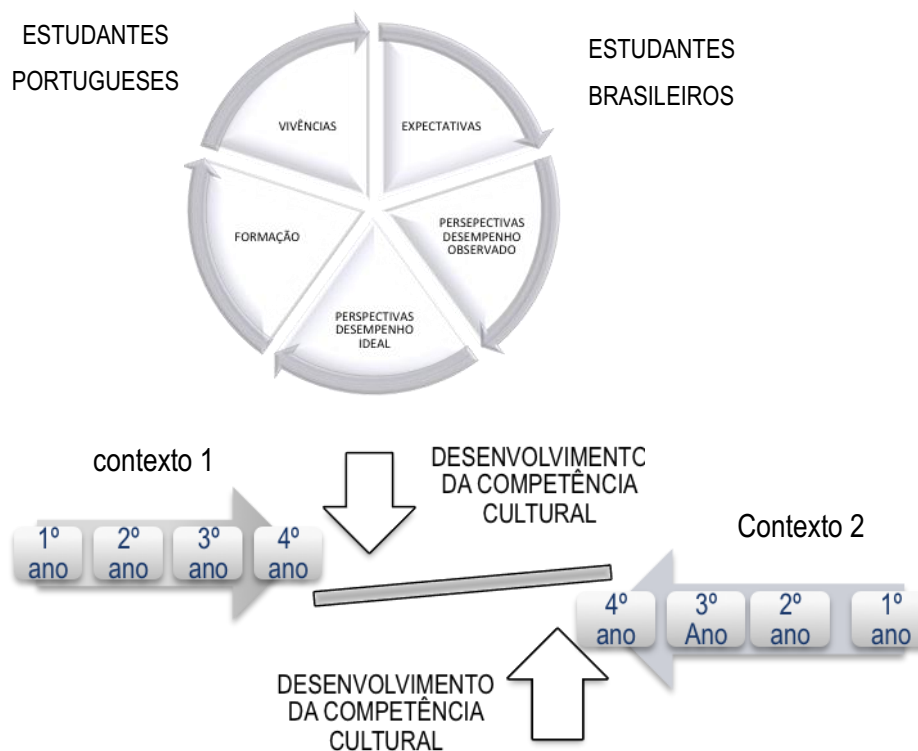 ESTUDANTES
PORTUGUESES
ESTUDANTES
BRASILEIROS
VIVÊNCIAS
EXPECTATIVAS
FORMAÇÃO
PERSEPECTIVAS
DESEMPENHO
OBSERVADO
PERSPECTIVAS
DESEMPENHO
IDEAL
contexto 1
DESENVOLVIMENTO
DA COMPETÊNCIA
CULTURAL
Contexto 2
1º
ano
2º
ano
3º
ano
4º
ano
4º
ano
3º
Ano
2º
ano
1º
ano
DESENVOLVIMENTO
DA COMPETÊNCIA
CULTURAL